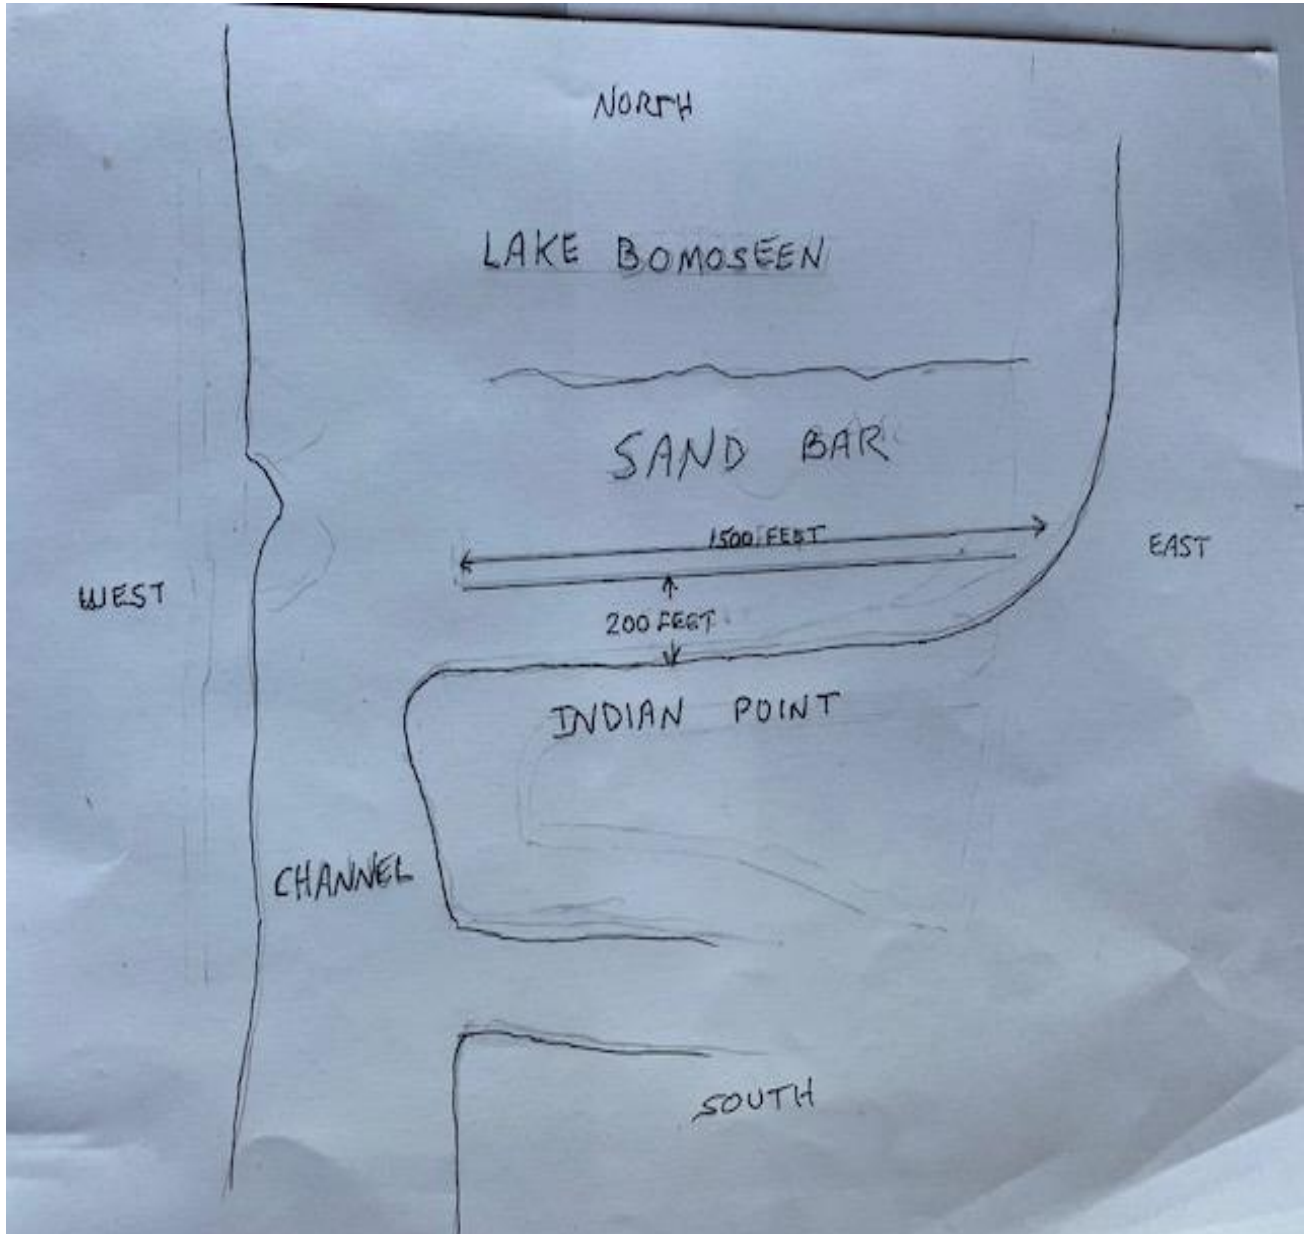 NORTH
LAKE BOMOSEEN
SAND BAR
1500 FEET
EAST
WEST
200 FEET
INDIAN POINT
CHANNEL
SOUTH